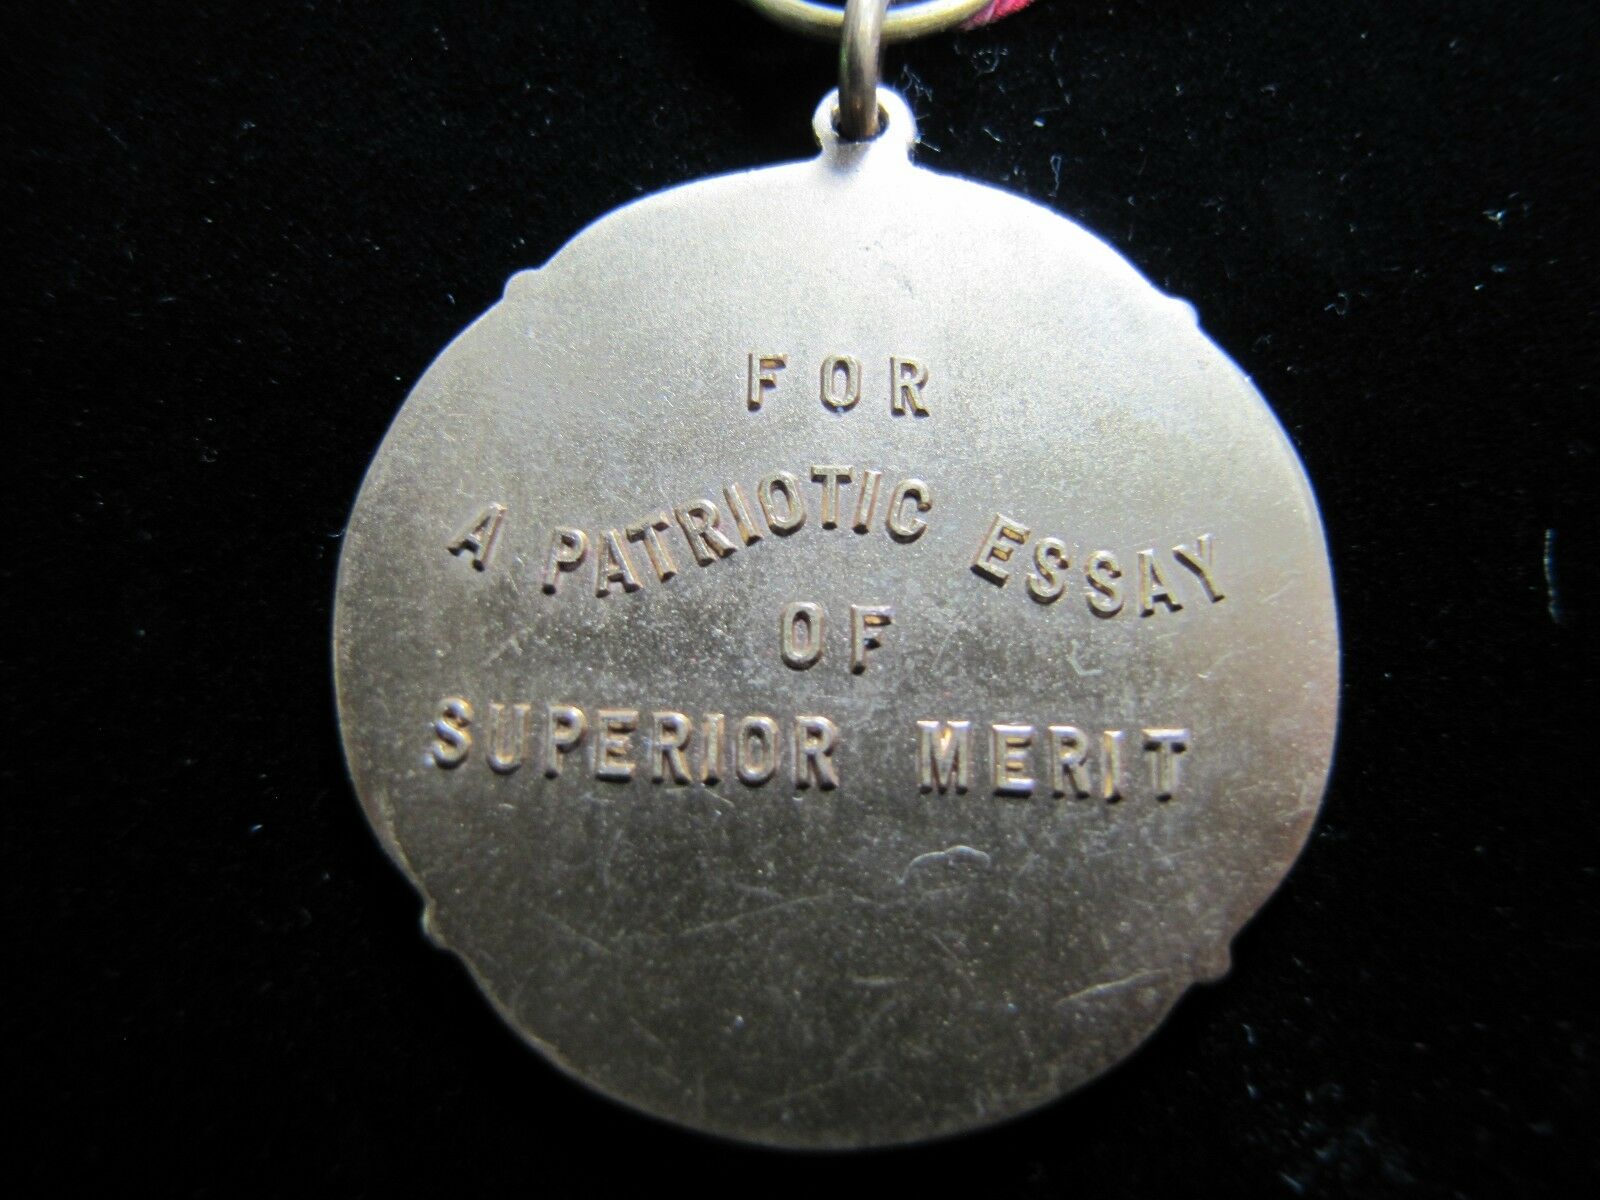 FOR
A PATRIOTIC ESSAY
OF
SUPERIOR MERIT